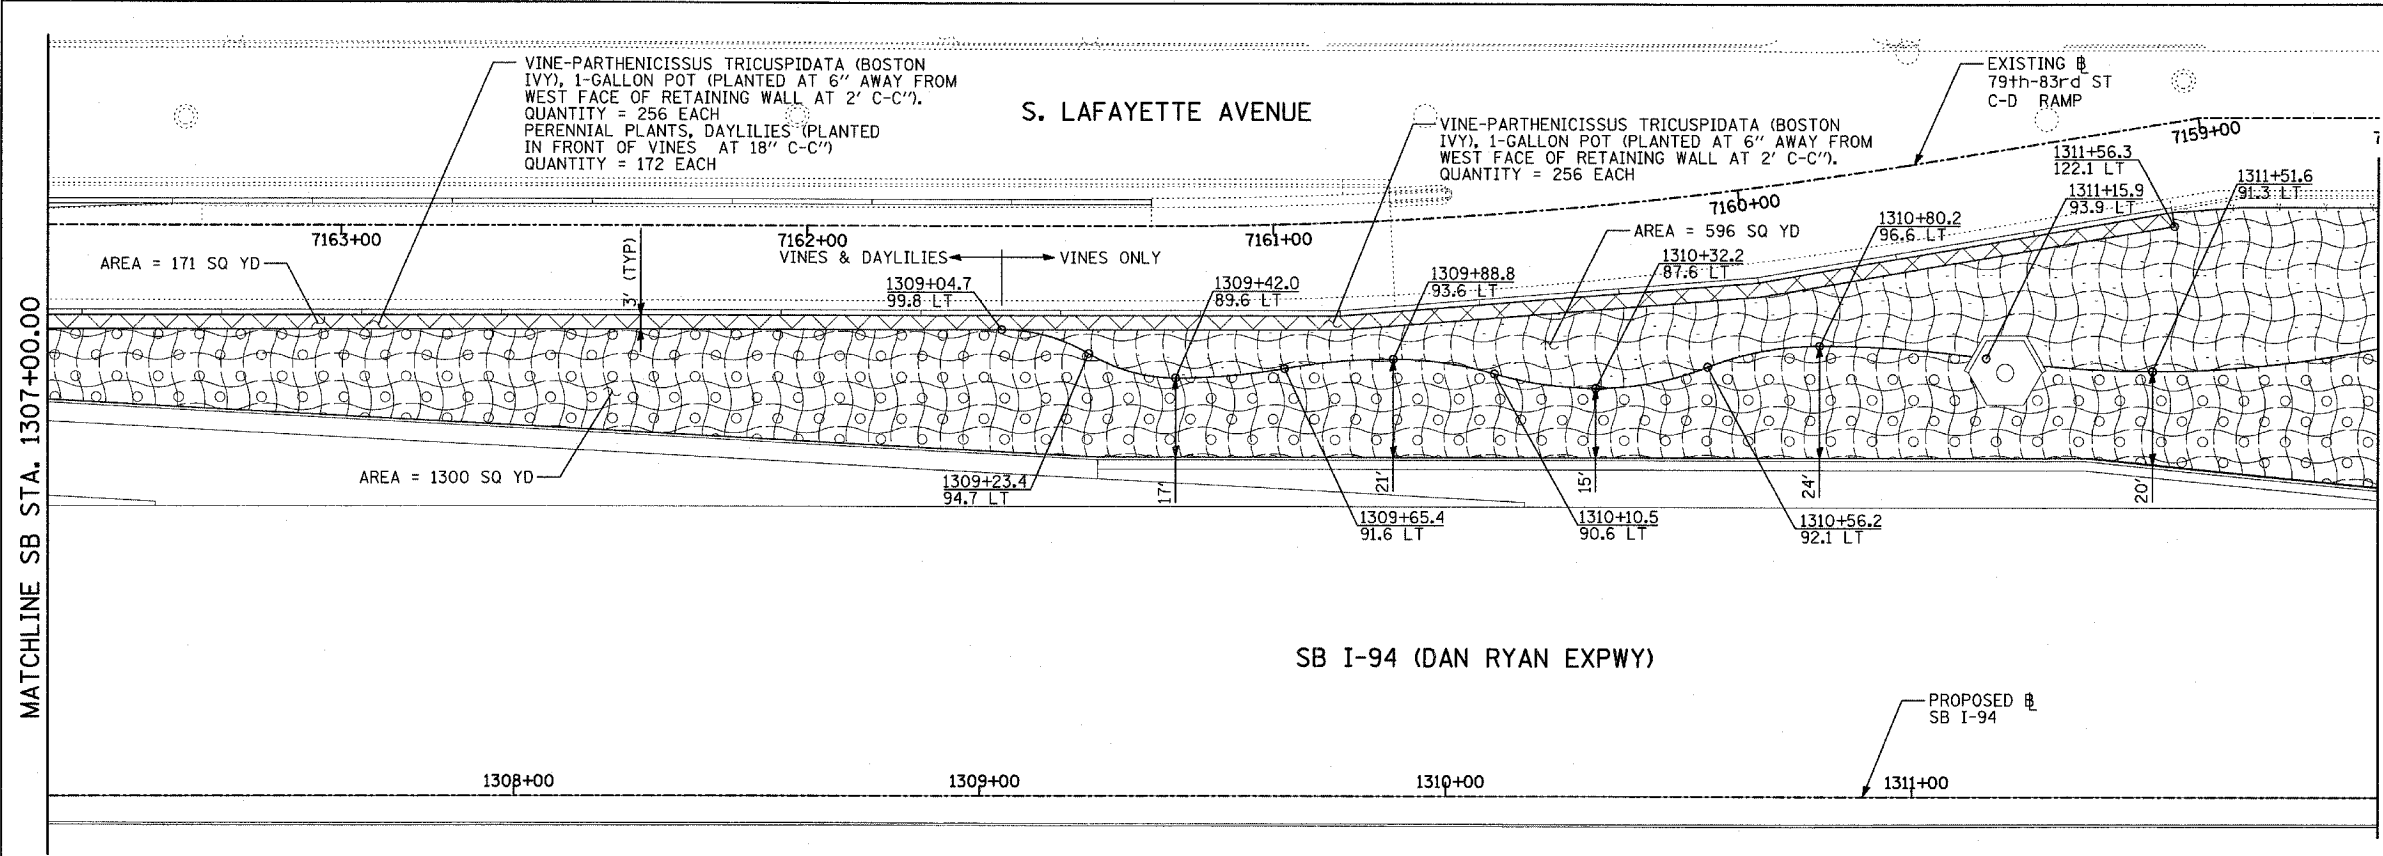 VINE-PARTHENICISSUS TRICUSPIDATA (BOSTON
IVY), 1-GALLON POT (PLANTED AT 6" AWAY FROM
WEST FACE OF RETAINING WALL AT 2' C-C").
QUANTITY = 256 EACH
PERENNIAL PLANTS, DAYLILIES (PLANTED
IN FRONT OF VINES AT 18" C-C")
QUANTITY = 172 EACH
S. LAFAYETTE AVENUE
VINE-PARTHENICISSUS TRICUSPIDATA (BOSTON
IVY), 1-GALLON POT (PLANTED AT 6" AWAY FROM
WEST FACE OF RETAINING WALL AT 2' C-C").
QUANTITY = 256 EACH
EXISTING ⅊
79th-83rd ST
C-D RAMP
7159+00
7
1311+56.3
122.1 LT
1311+15.9
93.9 LT
1311+51.6
91.3 LT
7163+00
7162+00
7161+00
7160+00
VINES & DAYLILIES
VINES ONLY
AREA = 171 SQ YD
3' (TYP)
AREA = 596 SQ YD
1309+04.7
99.8 LT
1309+42.0
89.6 LT
1309+88.8
93.6 LT
1310+32.2
87.6 LT
1310+80.2
96.6 LT
AREA = 1300 SQ YD
1309+23.4
94.7 LT
17'
21'
15'
24'
20'
1309+65.4
91.6 LT
1310+10.5
90.6 LT
1310+56.2
92.1 LT
MATCHLINE SB STA. 1307+00.00
SB I-94 (DAN RYAN EXPWY)
PROPOSED ⅊
SB I-94
1308+00
1309+00
1310+00
1311+00